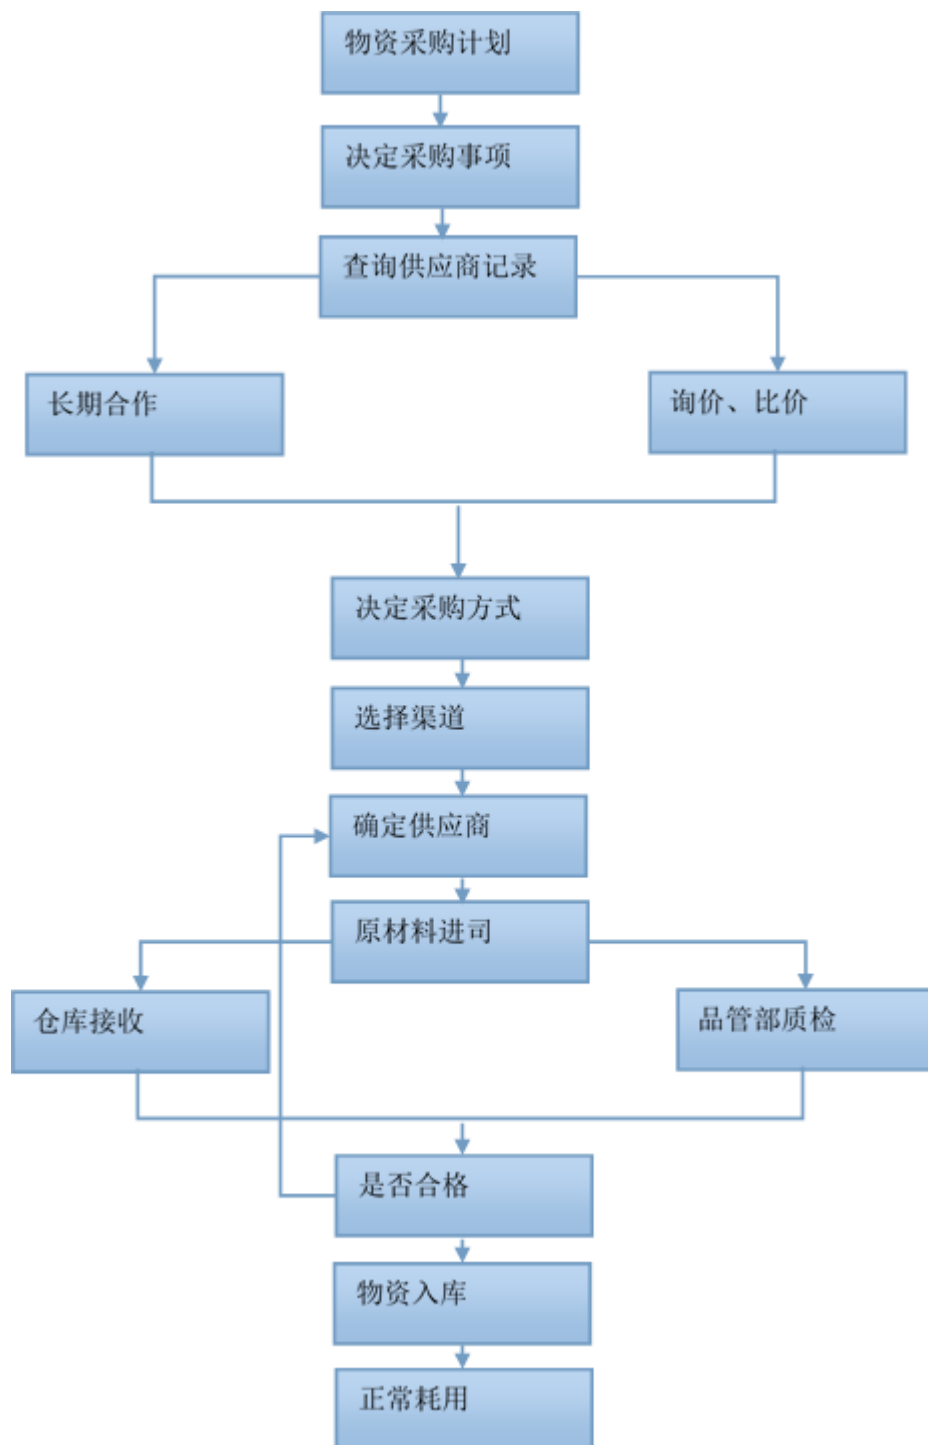 物资采购计划
决定采购事项
查询供应商记录
长期合作
询价、比价
决定采购方式
选择渠道
确定供应商
原材料进司
仓库接收
品管部质检
是否合格
物资入库
正常耗用